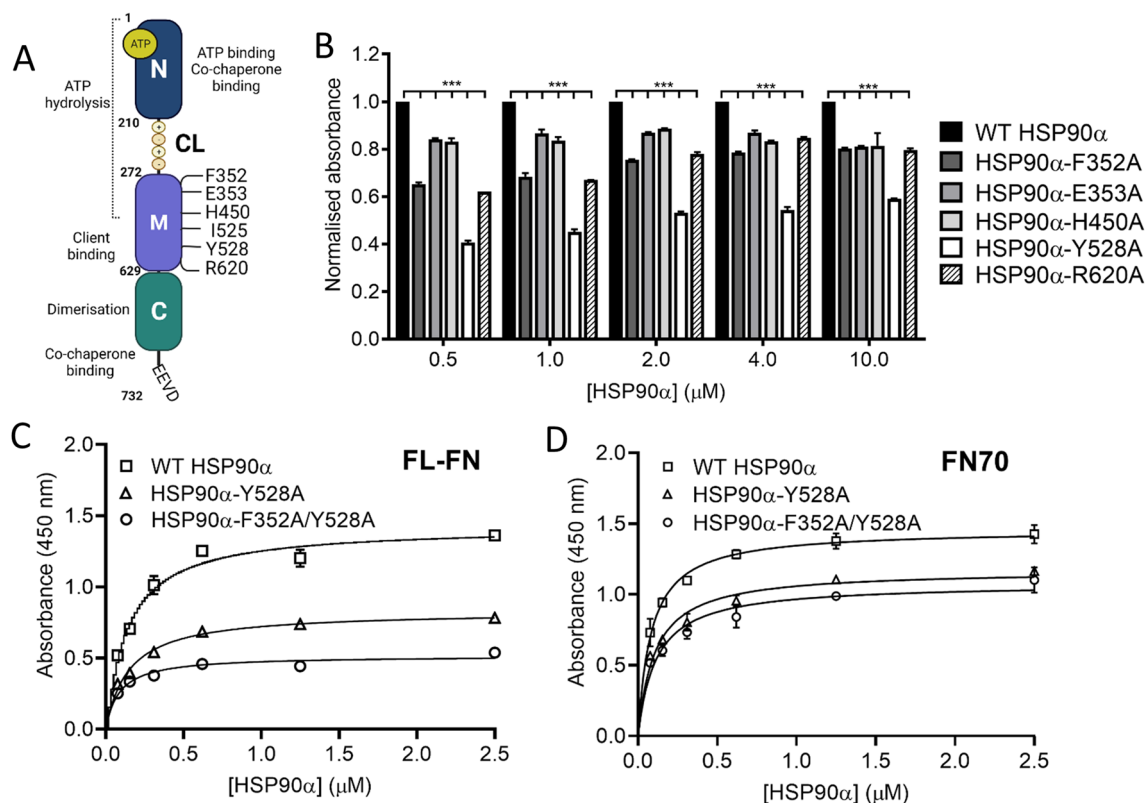 A
1
ATP
N
ATP binding
Co-chaperone
binding
ATP
hydrolysis
210
+
-
-
+
-
CL
272
M
F352
E353
H450
I525
Y528
R620
Client
binding
629
Dimerisation
C
Co-chaperone
binding
EEVD
732
B
Normalised absorbance
1.2
1.0
0.8
0.6
0.4
0.2
0.0
***
***
***
***
***
0.5
1.0
2.0
4.0
10.0
[HSP90α] (μM)
WT HSP90α
HSP90α-F352A
HSP90α-E353A
HSP90α-H450A
HSP90α-Y528A
HSP90α-R620A
C
FL-FN
Absorbance (450 nm)
2.0
1.5
1.0
0.5
0.0
WT HSP90α
HSP90α-Y528A
HSP90α-F352A/Y528A
0.0
0.5
1.0
1.5
2.0
2.5
[HSP90α] (μM)
D
FN70
Absorbance (450 nm)
2.0
1.5
1.0
0.5
0.0
WT HSP90α
HSP90α-Y528A
HSP90α-F352A/Y528A
0.0
0.5
1.0
1.5
2.0
2.5
[HSP90α] (μM)